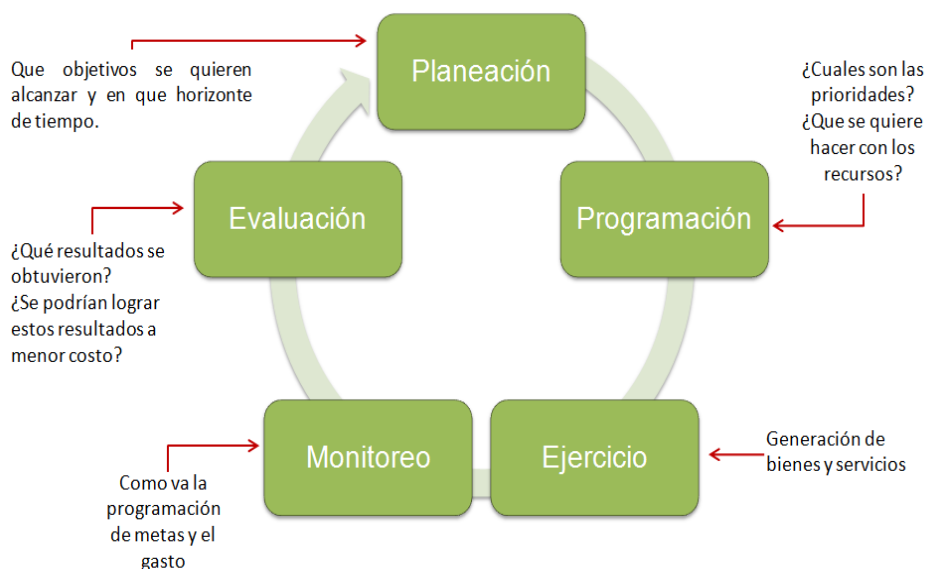 Planeación
Que objetivos se quieren
alcanzar y en que horizonte
de tiempo.
¿Cuales son las
prioridades?
¿Que se quiere
hacer con los
recursos?
Evaluación
Programación
¿Qué resultados se
obtuvieron?
¿Se podrían lograr
estos resultados a
menor costo?
Monitoreo
Ejercicio
Generación de
bienes y servicios
Como va la
programación
de metas y el
gasto